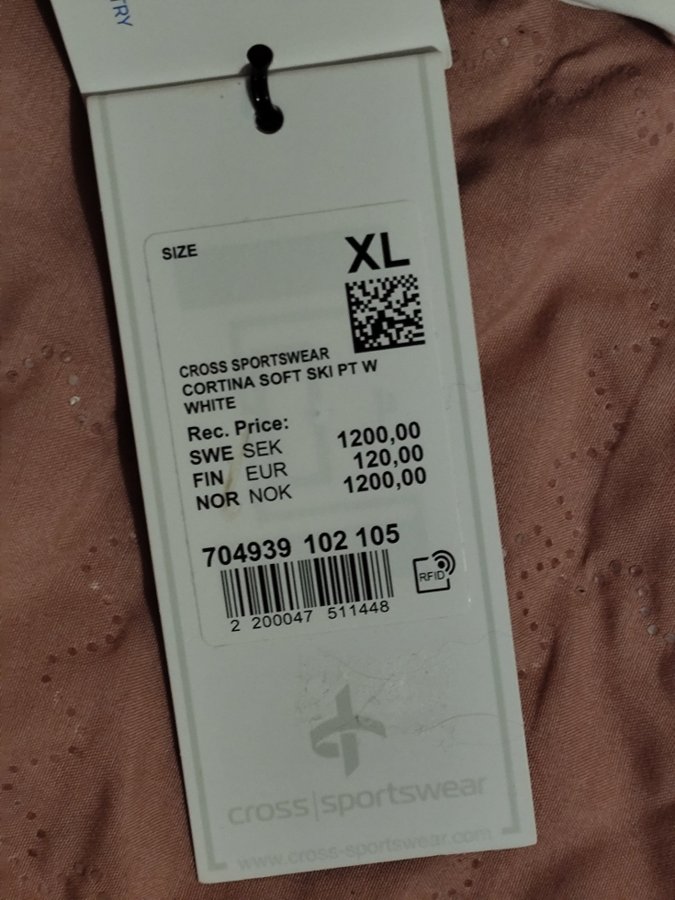 TRY
SIZE
XL
CROSS SPORTSWEAR
CORTINA SOFT SKI PT W
WHITE
Rec. Price:
SWE SEK 1200,00
FIN EUR 120,00
NOR NOK 1200,00
704939 102 105
RFID
2 200047 511448
cross|sportswear
www.cross-sportswear.com